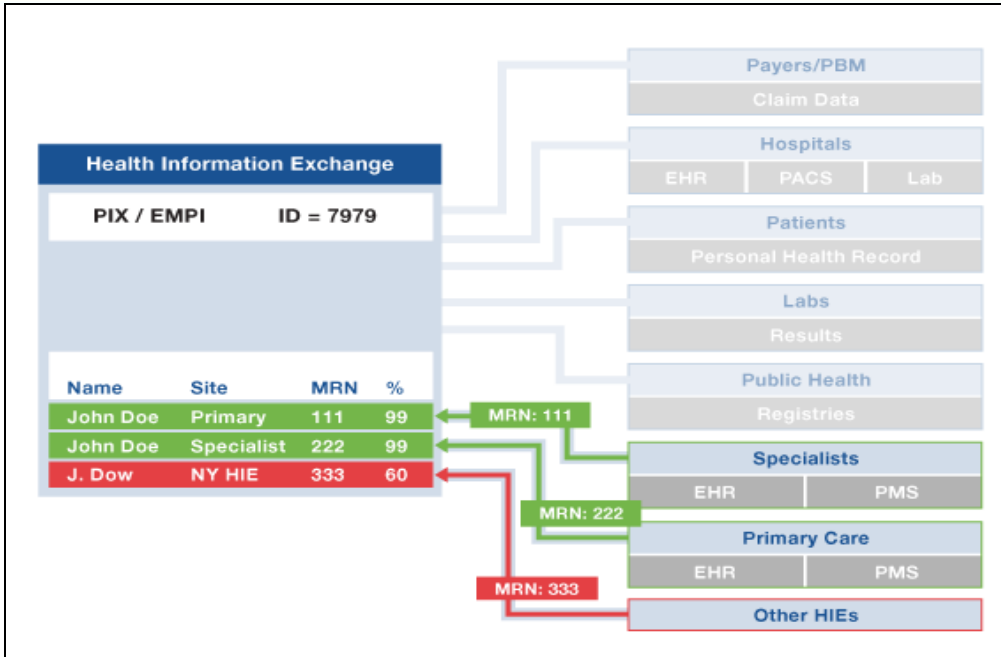 Health Information Exchange
PIX / EMPI ID = 7979
Name Site MRN %
John Doe Primary 111 99
John Doe Specialist 222 99
J. Dow NY HIE 333 60
MRN: 111
MRN: 222
MRN: 333
Payers/PBM
Claim Data
Hospitals
EHR PACS Lab
Patients
Personal Health Record
Labs
Results
Public Health
Registries
Specialists
EHR PMS
Primary Care
EHR PMS
Other HIEs